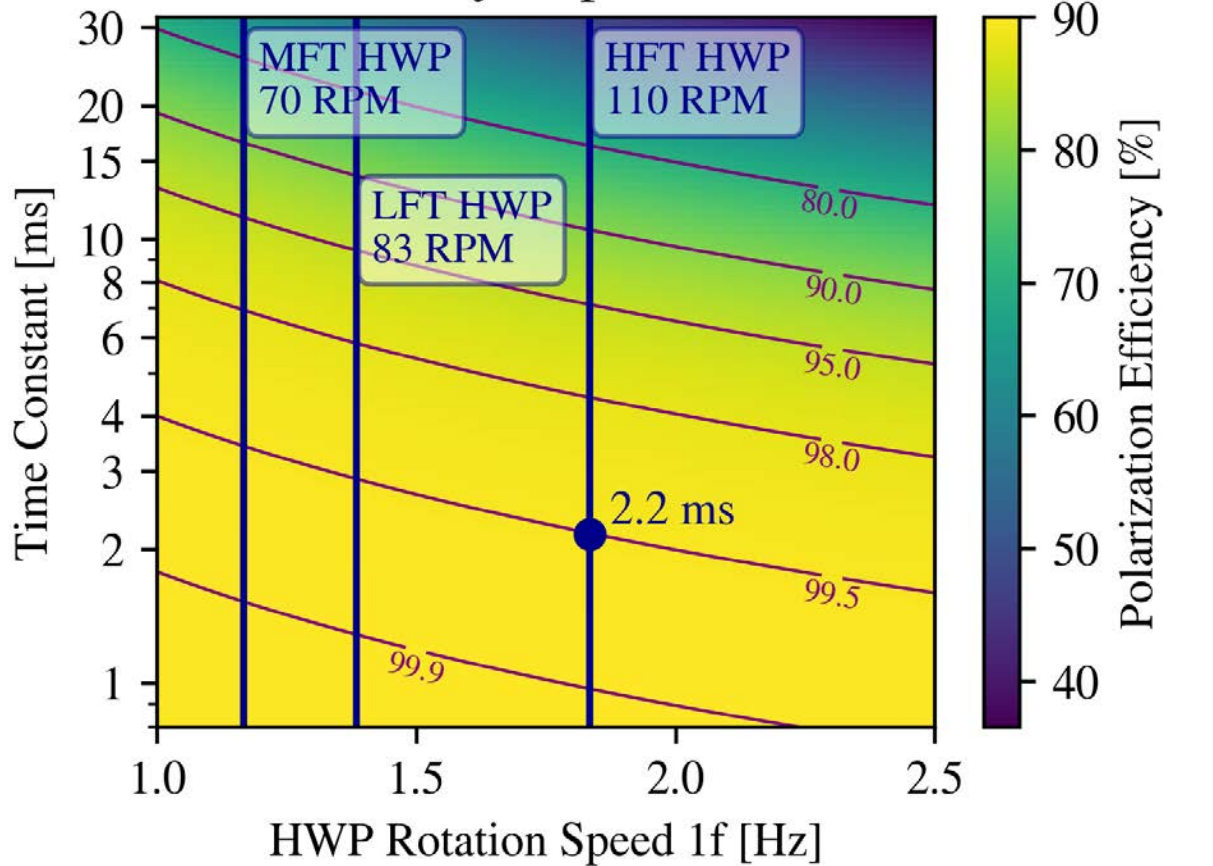 30
20
15
10
8
6
4
3
2
1
Time Constant [ms]
MFT HWP
70 RPM
HFT HWP
110 RPM
LFT HWP
83 RPM
80.0
90.0
95.0
98.0
2.2 ms
99.5
99.9
1.0
1.5
2.0
2.5
HWP Rotation Speed 1f [Hz]
90
80
70
60
50
40
Polarization Efficiency [%]